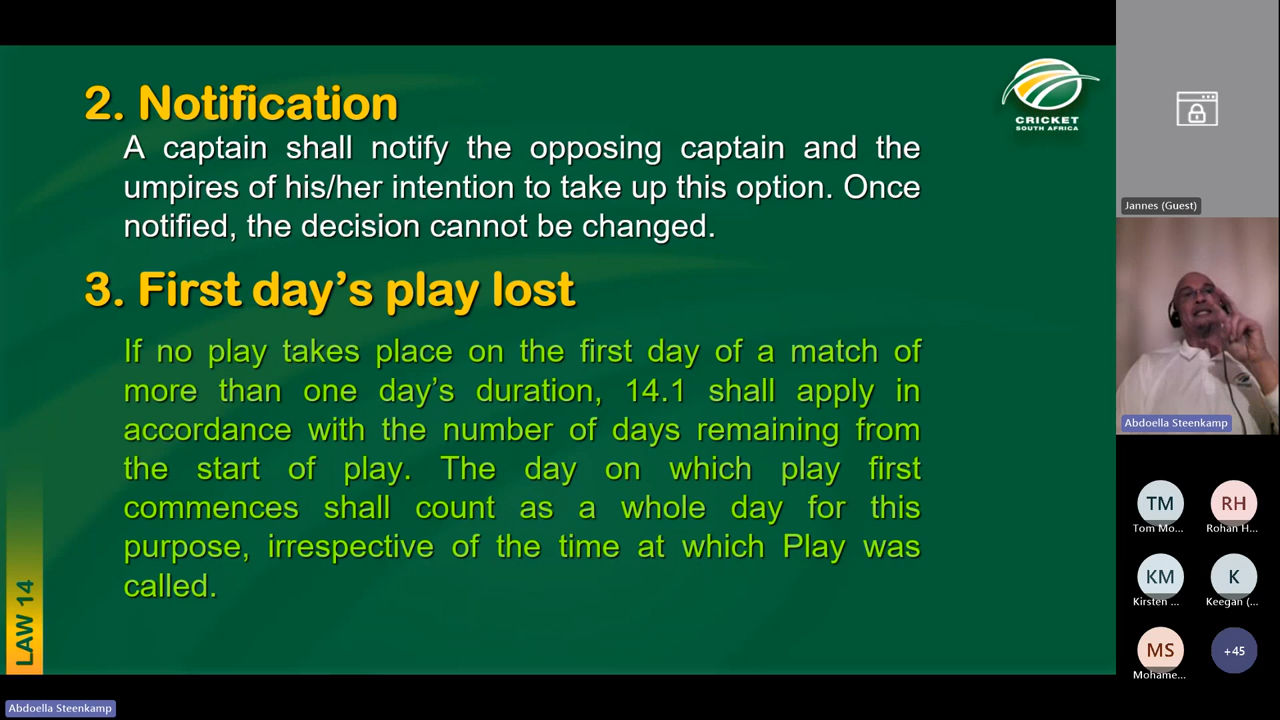 2. Notification
A captain shall notify the opposing captain and the
umpires of his/her intention to take up this option. Once
notified, the decision cannot be changed.
3. First day’s play lost
If no play takes place on the first day of a match of
more than one day’s duration, 14.1 shall apply in
accordance with the number of days remaining from
the start of play. The day on which play first
commences shall count as a whole day for this
purpose, irrespective of the time at which Play was
called.
LAW 14
CRICKET
SOUTH AFRICA
Abdoella Steenkamp
Jannes (Guest)
Abdoella Steenkamp
TM
RH
Tom Mo...
Rohan H...
KM
K
Kirsten ...
Keegan (...
MS
+45
Mohame...